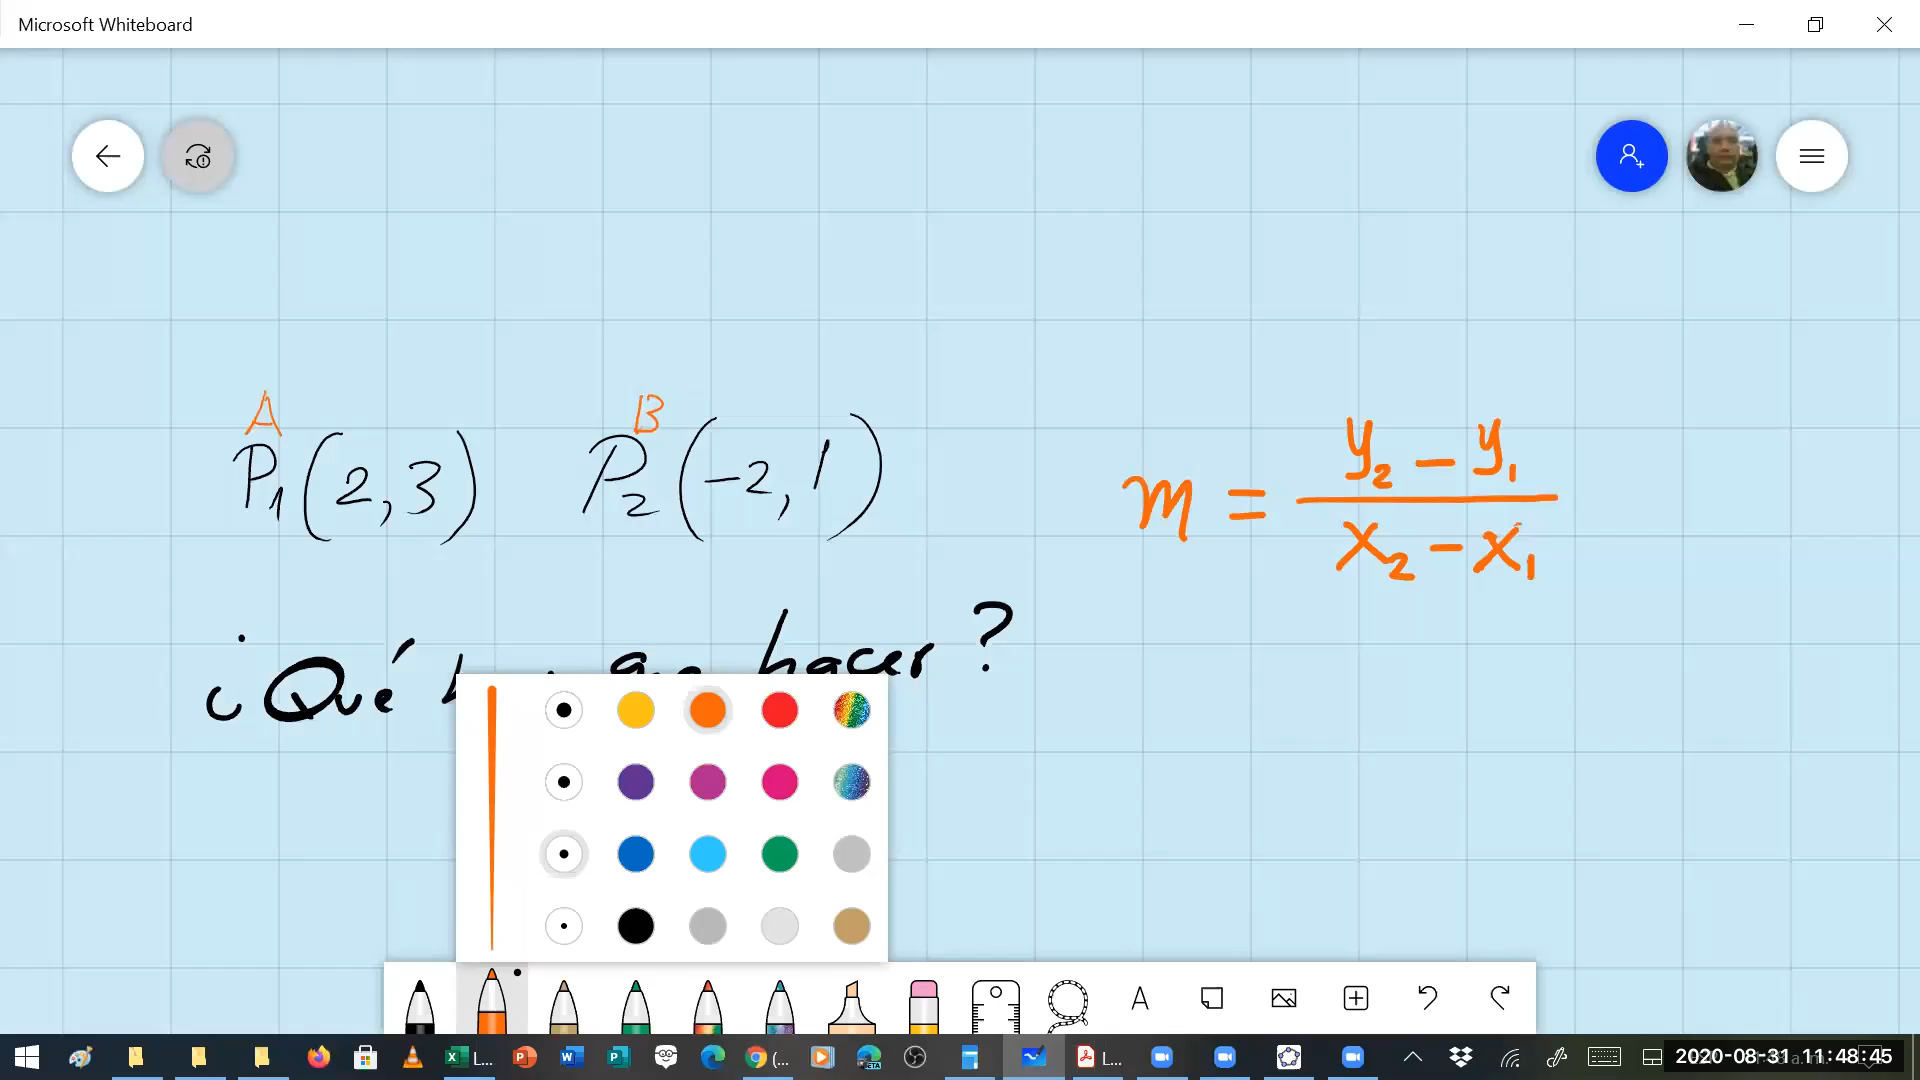 Microsoft Whiteboard
A B
P₁(2,3) P₂(-2,1)
m = (y₂ - y₁)/(x₂ - x₁)
¿Qué hacer?
A
2020-08-31 11:48:45